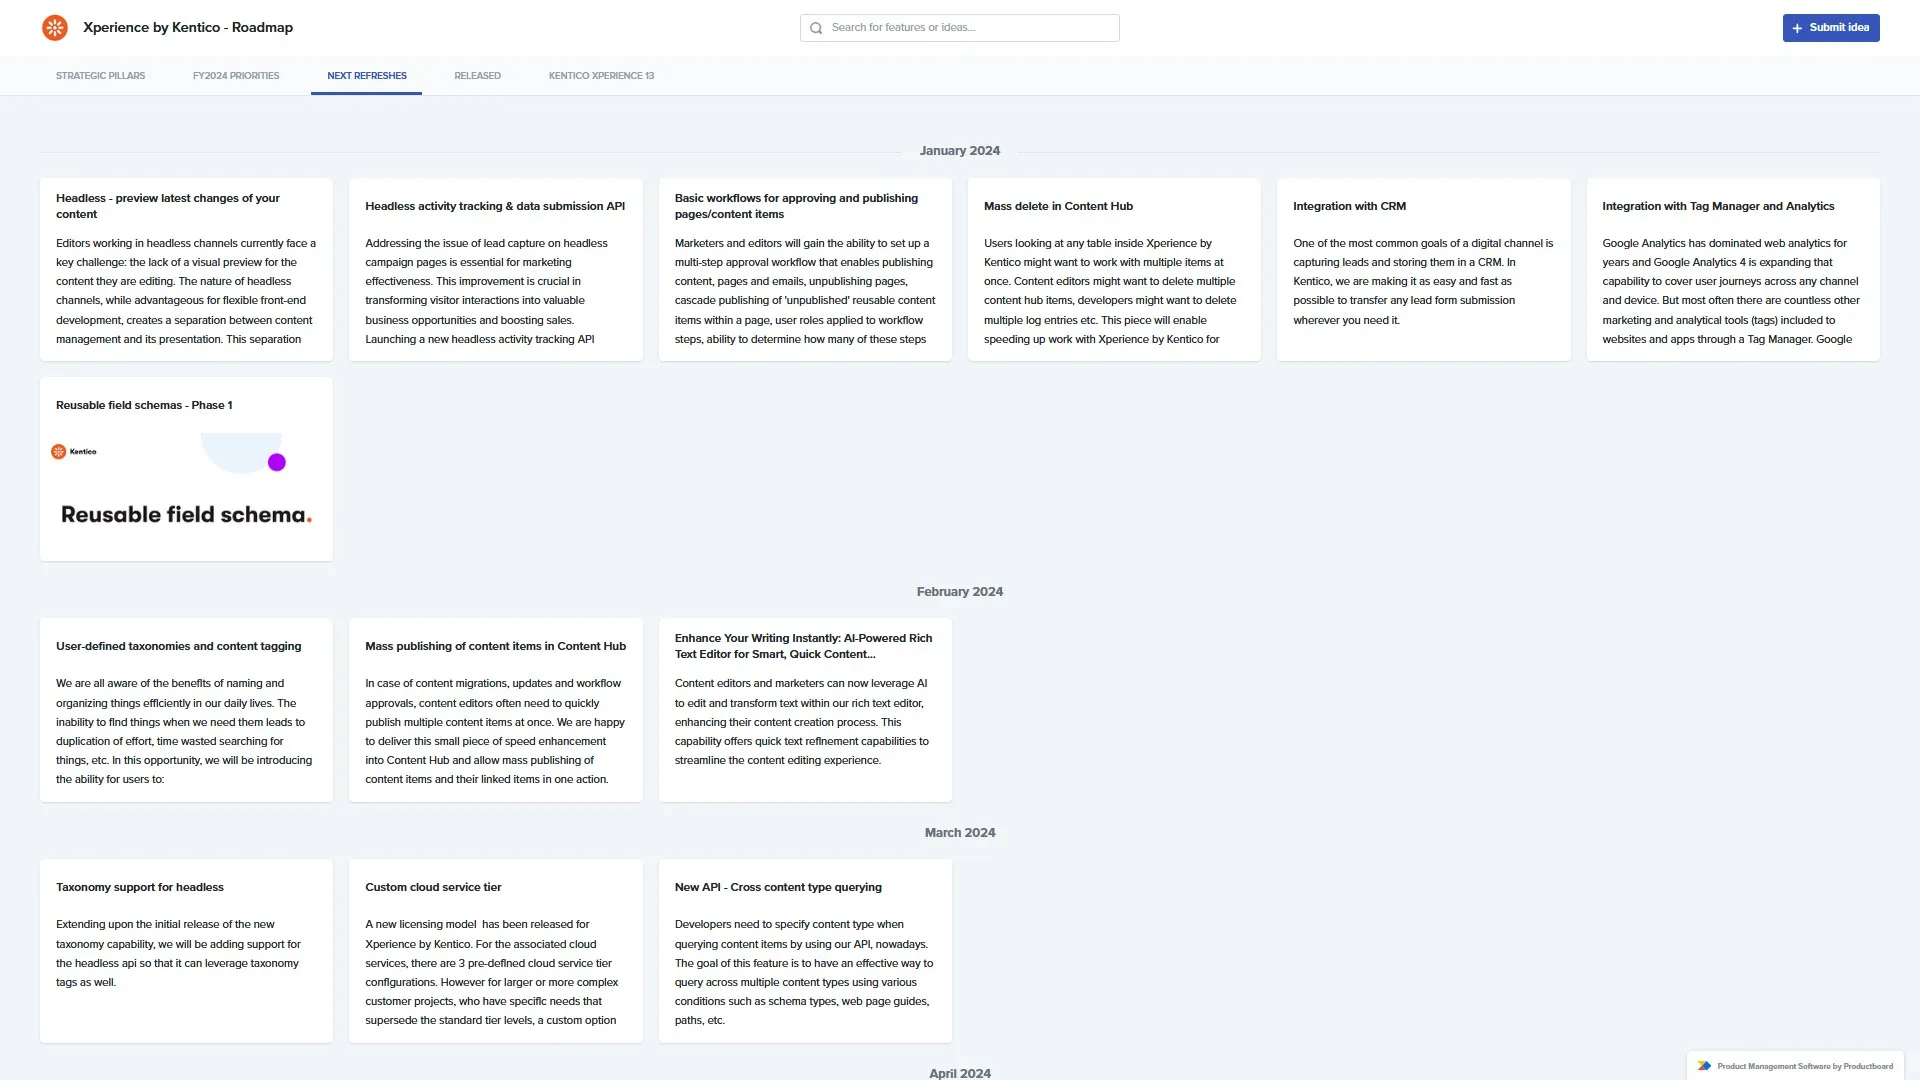 Xperience by Kentico - Roadmap
Search for features or ideas...
Submit idea
STRATEGIC PILLARS
FY2024 PRIORITIES
NEXT REFRESHES
RELEASED
KENTICO XPERIENCE 13
January 2024
Headless - preview latest changes of your
content
Editors working in headless channels currently face a
key challenge: the lack of a visual preview for the
content they are editing. The nature of headless
channels, while advantageous for flexible front-end
development, creates a separation between content
management and its presentation. This separation
Headless activity tracking & data submission API
Addressing the issue of lead capture on headless
campaign pages is essential for marketing
effectiveness. This improvement is crucial in
transforming visitor interactions into valuable
business opportunities and boosting sales.
Launching a new headless activity tracking API
Basic workflows for approving and publishing
pages/content items
Marketers and editors will gain the ability to set up a
multi-step approval workflow that enables publishing
content, pages and emails, unpublishing pages,
cascade publishing of 'unpublished' reusable content
items within a page, user roles applied to workflow
steps, ability to determine how many of these steps
Mass delete in Content Hub
Users looking at any table inside Xperience by
Kentico might want to work with multiple items at
once. Content editors might want to delete multiple
content hub items, developers might want to delete
multiple log entries etc. This piece will enable
speeding up work with Xperience by Kentico for
Integration with CRM
One of the most common goals of a digital channel is
capturing leads and storing them in a CRM. In
Kentico, we are making it as easy and fast as
possible to transfer any lead form submission
wherever you need it.
Integration with Tag Manager and Analytics
Google Analytics has dominated web analytics for
years and Google Analytics 4 is expanding that
capability to cover user journeys across any channel
and device. But most often there are countless other
marketing and analytical tools (tags) included to
websites and apps through a Tag Manager. Google
Reusable field schemas - Phase 1
Kentico
Reusable field schema.
February 2024
User-defined taxonomies and content tagging
We are all aware of the benefits of naming and
organizing things efficiently in our daily lives. The
inability to find things when we need them leads to
duplication of effort, time wasted searching for
things, etc. In this opportunity, we will be introducing
the ability for users to:
Mass publishing of content items in Content Hub
In case of content migrations, updates and workflow
approvals, content editors often need to quickly
publish multiple content items at once. We are happy
to deliver this small piece of speed enhancement
into Content Hub and allow mass publishing of
content items and their linked items in one action.
Enhance Your Writing Instantly: AI-Powered Rich
Text Editor for Smart, Quick Content...
Content editors and marketers can now leverage AI
to edit and transform text within our rich text editor,
enhancing their content creation process. This
capability offers quick text refinement capabilities to
streamline the content editing experience.
March 2024
Taxonomy support for headless
Extending upon the initial release of the new
taxonomy capability, we will be adding support for
the headless api so that it can leverage taxonomy
tags as well.
Custom cloud service tier
A new licensing model has been released for
Xperience by Kentico. For the associated cloud
services, there are 3 pre-defined cloud service tier
configurations. However for larger or more complex
customer projects, who have specific needs that
supersede the standard tier levels, a custom option
New API - Cross content type querying
Developers need to specify content type when
querying content items by using our API, nowadays.
The goal of this feature is to have an effective way to
query across multiple content types using various
conditions such as schema types, web page guides,
paths, etc.
April 2024
Product Management Software by Productboard